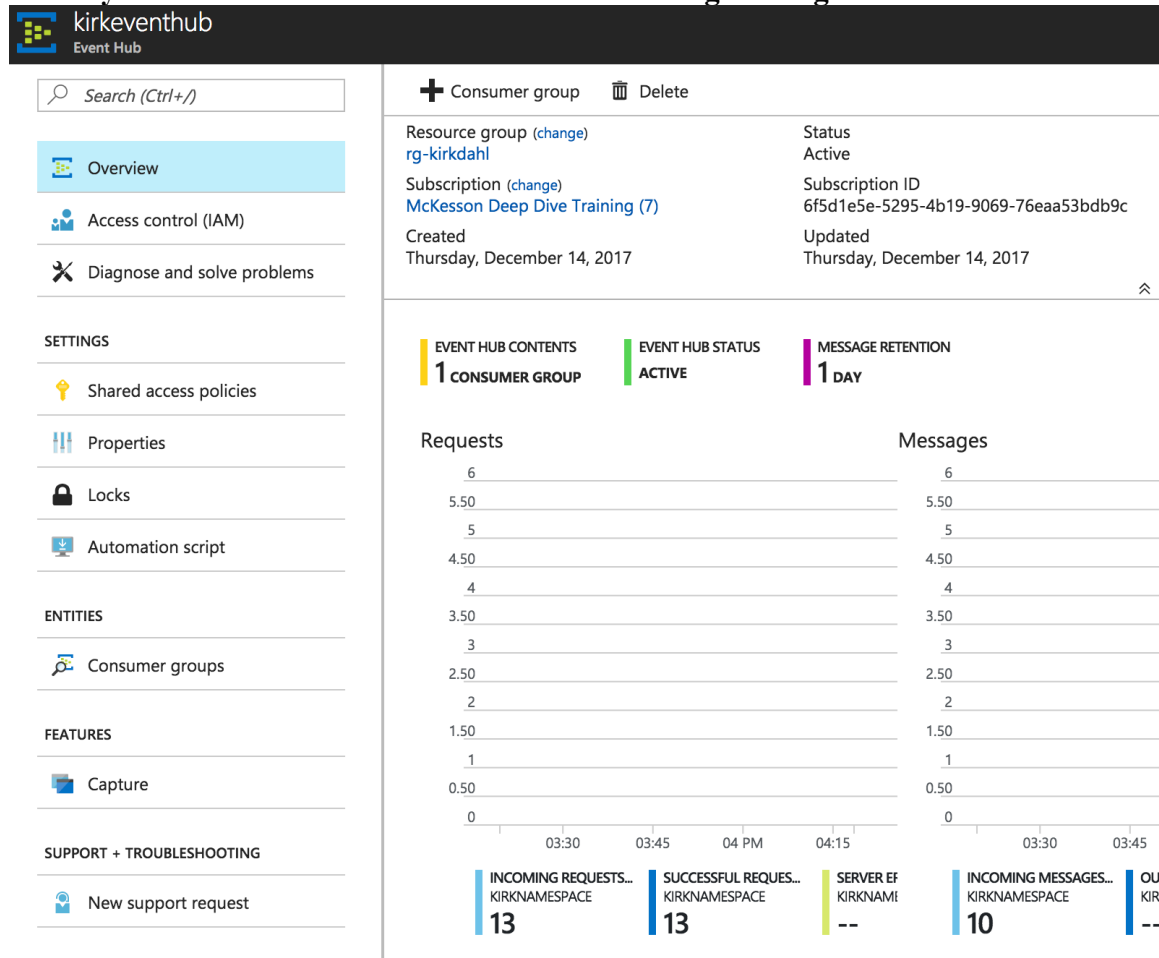 kirkeventhub
Event Hub
Search (Ctrl+/)
Overview
Access control (IAM)
Diagnose and solve problems
SETTINGS
Shared access policies
Properties
Locks
Automation script
ENTITIES
Consumer groups
FEATURES
Capture
SUPPORT + TROUBLESHOOTING
New support request
Consumer group Delete
Resource group (change)
rg-kirkdahl
Status
Active
Subscription (change)
McKesson Deep Dive Training (7)
Subscription ID
6f5d1e5e-5295-4b19-9069-76eaa53bdb9c
Created
Thursday, December 14, 2017
Updated
Thursday, December 14, 2017
EVENT HUB CONTENTS
1 CONSUMER GROUP
EVENT HUB STATUS
ACTIVE
MESSAGE RETENTION
1 DAY
Requests
6
5.50
5
4.50
4
3.50
3
2.50
2
1.50
1
0.50
0
03:30 03:45 04 PM 04:15
INCOMING REQUESTS...
KIRKNAMESPACE
13
SUCCESSFUL REQUES...
KIRKNAMESPACE
13
SERVER
KIRKNAME
--
Messages
6
5.50
5
4.50
4
3.50
3
2.50
2
1.50
1
0.50
0
03:30 03:45
INCOMING MESSAGES...
KIRKNAMESPACE
10
OU
KIR
--